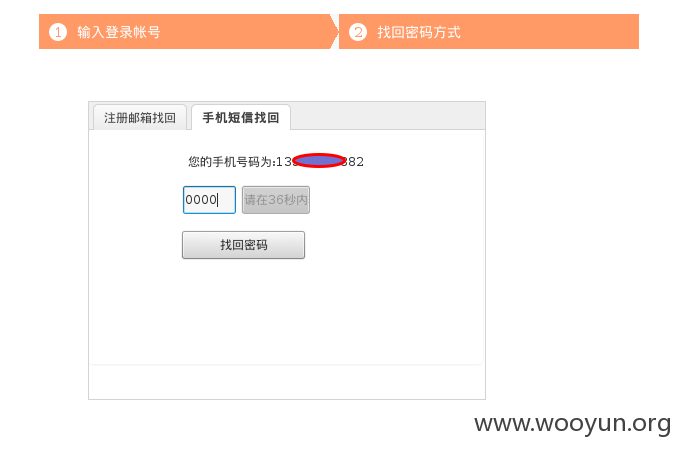 1 输入登录帐号
2 找回密码方式
注册邮箱找回
手机短信找回
您的手机号码为:13
382
0000
请在36秒内
找回密码
www.wooyun.org